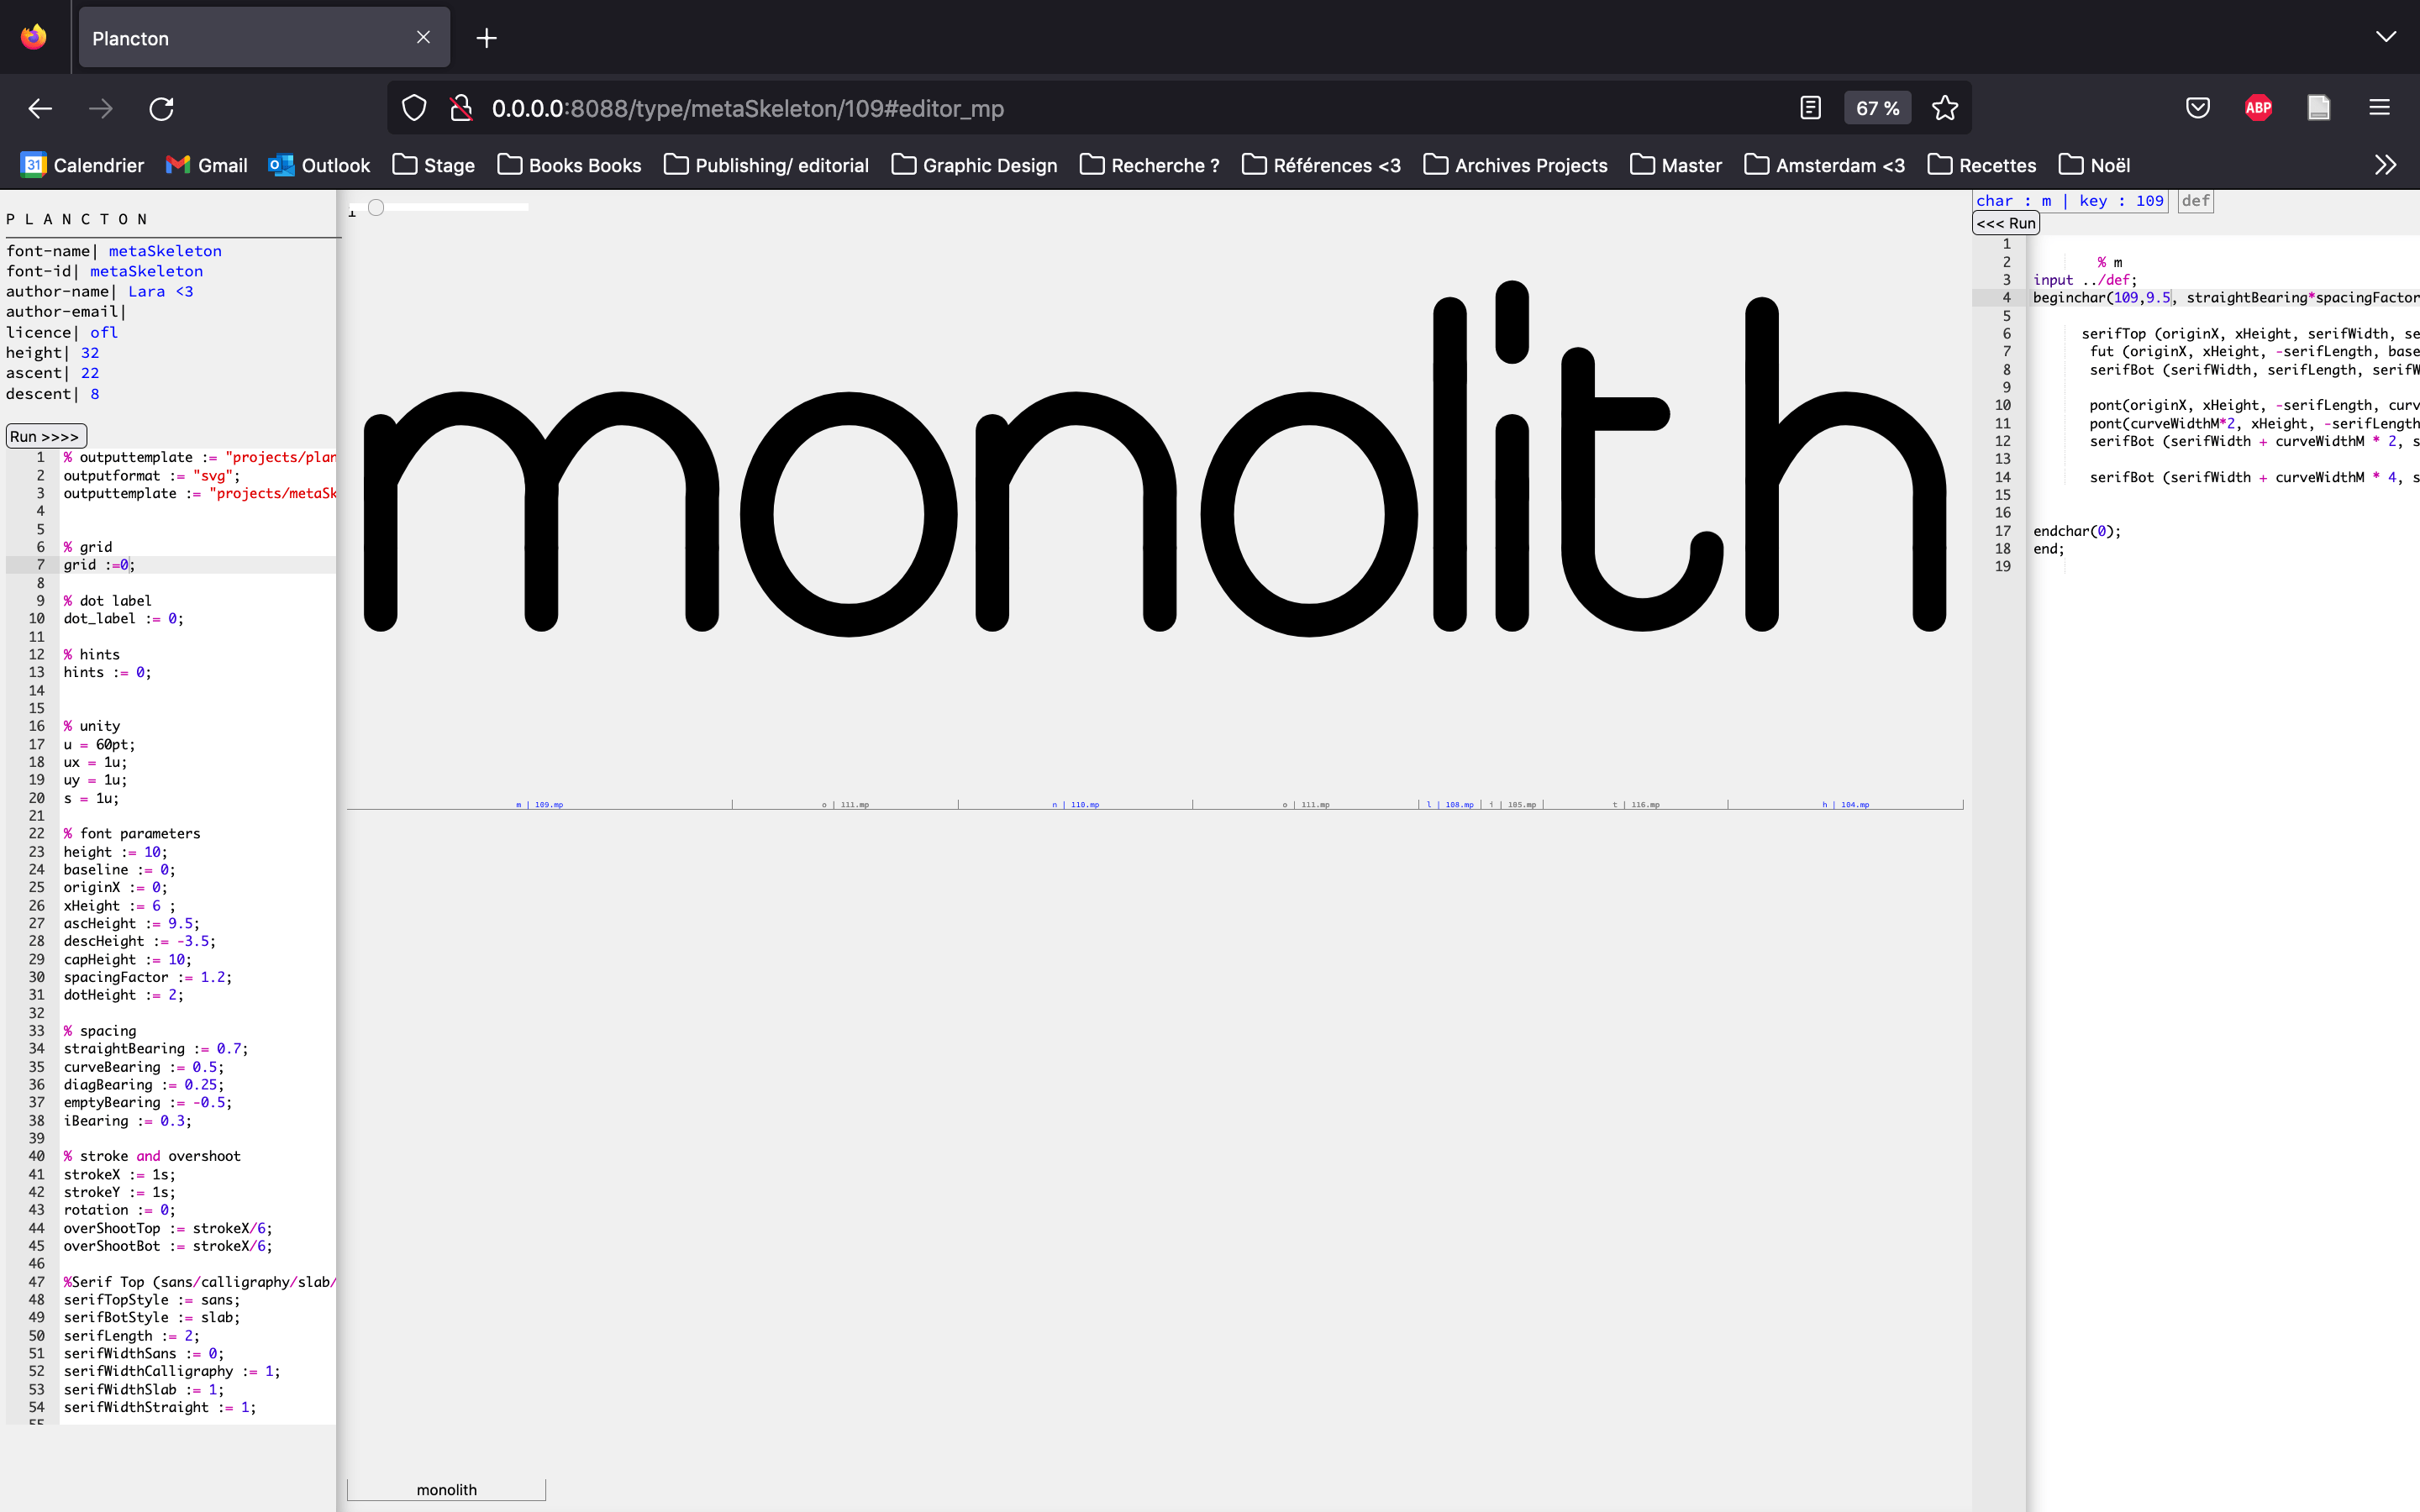 Plancton
0.0.0.0:8088/type/metaSkeleton/109#editor_mp
67 %
ABP
31 Calendrier
Gmail
Outlook
Stage
Books Books
Publishing/ editorial
Graphic Design
Recherche ?
Références <3
Archives Projects
Master
Amsterdam <3
Recettes
Noël
PLANCTON
font-name| metaSkeleton
font-id| metaSkeleton
author-name| Lara <3
author-email|
licence| ofl
height| 32
ascent| 22
descent| 8
Run >>>>
1 % outputtemplate := "projects/plan
2 outputformat := "svg";
3 outputtemplate := "projects/metaSk
4
5
6 % grid
7 grid :=0;
8
9 % dot label
10 dot_label := 0;
11
12 % hints
13 hints := 0;
14
15
16 % unity
17 u = 60pt;
18 ux = 1u;
19 uy = 1u;
20 s = 1u;
21
22 % font parameters
23 height := 10;
24 baseline := 0;
25 originX := 0;
26 xHeight := 6 ;
27 ascHeight := 9.5;
28 descHeight := -3.5;
29 capHeight := 10;
30 spacingFactor := 1.2;
31 dotHeight := 2;
32
33 % spacing
34 straightBearing := 0.7;
35 curveBearing := 0.5;
36 diagBearing := 0.25;
37 emptyBearing := -0.5;
38 iBearing := 0.3;
39
40 % stroke and overshoot
41 strokeX := 1s;
42 strokeY := 1s;
43 rotation := 0;
44 overShootTop := strokeX/6;
45 overShootBot := strokeX/6;
46
47 %Serif Top (sans/calligraphy/slab/
48 serifTopStyle := sans;
49 serifBotStyle := slab;
50 serifLength := 2;
51 serifWidthSans := 0;
52 serifWidthCalligraphy := 1;
53 serifWidthSlab := 1;
54 serifWidthStraight := 1;
55
1
monolith
m | 109.mp
o | 111.mp
n | 110.mp
o | 111.mp
l | 108.mp
i | 105.mp
t | 116.mp
h | 104.mp
monolith
char : m | key : 109
def
<<< Run
1
2 % m
3 input ../def;
4 beginchar(109,9.5, straightBearing*spacingFactor
5
6 serifTop (originX, xHeight, serifWidth, se
7 fut (originX, xHeight, -serifLength, base
8 serifBot (serifWidth, serifLength, serifW
9
10 pont(originX, xHeight, -serifLength, curv
11 pont(curveWidthM*2, xHeight, -serifLength
12 serifBot (serifWidth + curveWidthM * 2, s
13
14 serifBot (serifWidth + curveWidthM * 4, s
15
16
17 endchar(0);
18 end;
19